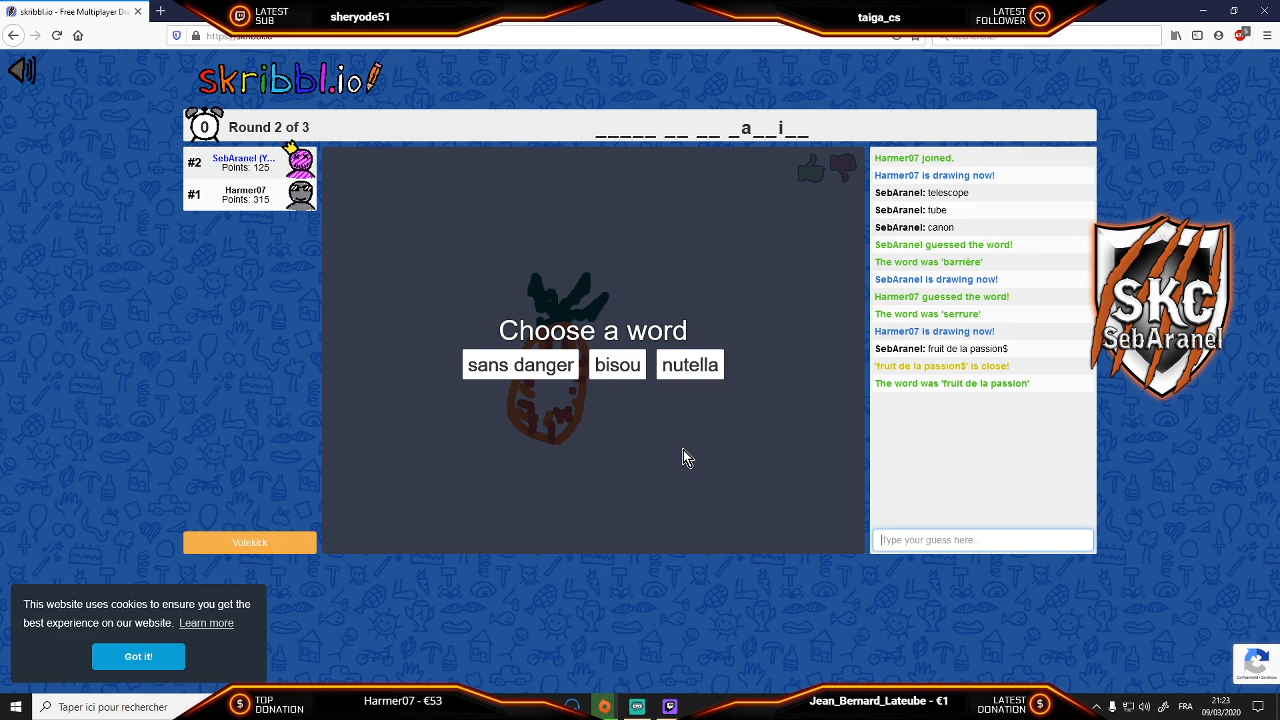 skribbl.io - Free Multiplayer Dra
LATEST SUB
sheryode51
taiga_cs
LATEST FOLLOWER
skribbl.io
0
Round 2 of 3
_____ __ __ _a__i__
#2 SebAranel (Y...
Points: 125
#1 Harmer07
Points: 315
Choose a word
sans danger
bisou
nutella
Votekick
Harmer07 joined.
Harmer07 is drawing now!
SebAranel: telescope
SebAranel: tube
SebAranel: canon
SebAranel guessed the word!
The word was 'barrière'
SebAranel is drawing now!
Harmer07 guessed the word!
The word was 'serrure'
Harmer07 is drawing now!
SebAranel: fruit de la passion$
'fruit de la passion$' is close!
The word was 'fruit de la passion'
Type your guess here...
SKC
SebAranel
This website uses cookies to ensure you get the
best experience on our website. Learn more
Got it!
Taper ici pour rechercher
TOP DONATION
Harmer07 - €53
Jean_Bernard_Lateube - €1
LATEST DONATION
21:23
09/03/2020